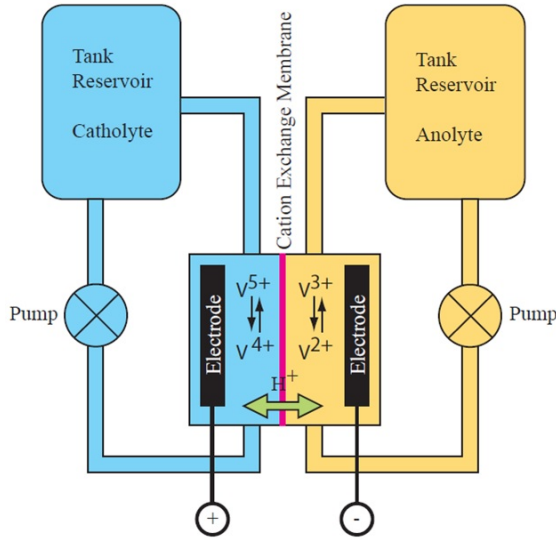 Tank
Reservoir
Catholyte
Cation Exchange Membrane
Tank
Reservoir
Anolyte
Pump
Electrode
V5+
V4+
V3+
V2+
Electrode
Pump
H+
+
-